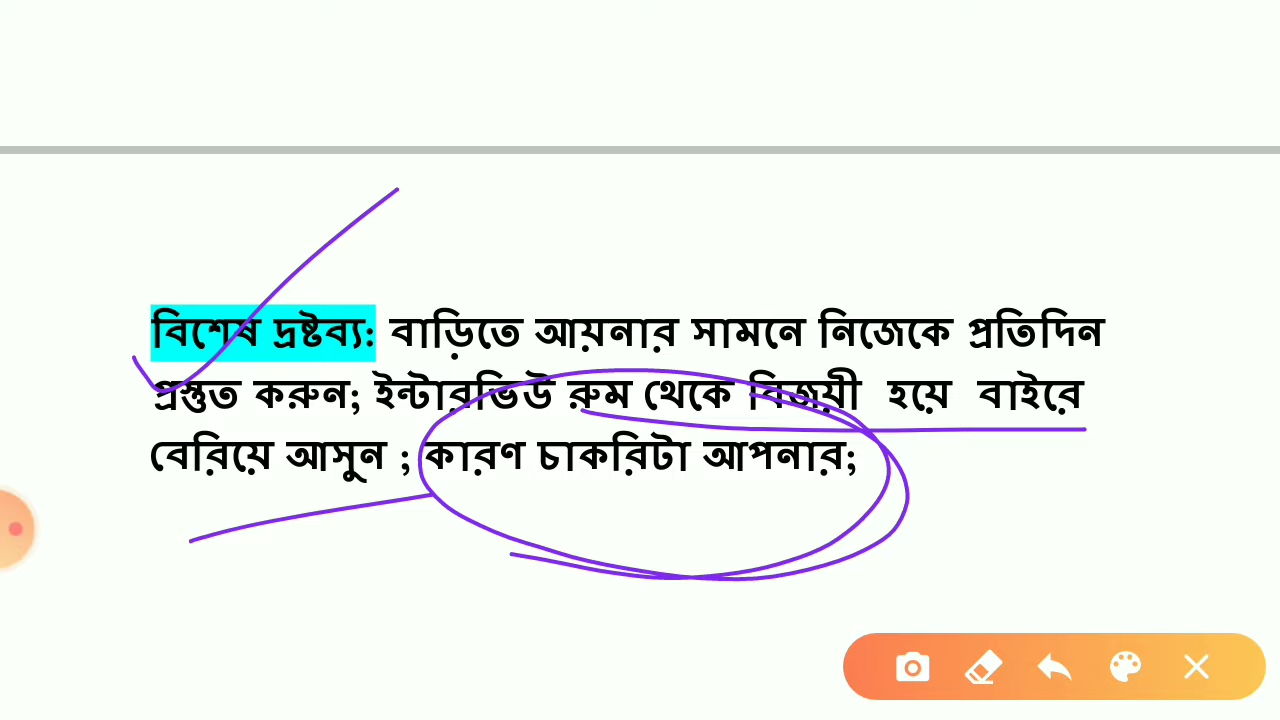 বিশেষ দ্রষ্টব্য: বাড়িতে আয়নার সামনে নিজেকে প্রতিদিন
প্রস্তুত করুন; ইন্টারভিউ রুম থেকে বিজয়ী হয়ে বাইরে
বেরিয়ে আসুন ; কারণ চাকরিটা আপনার;